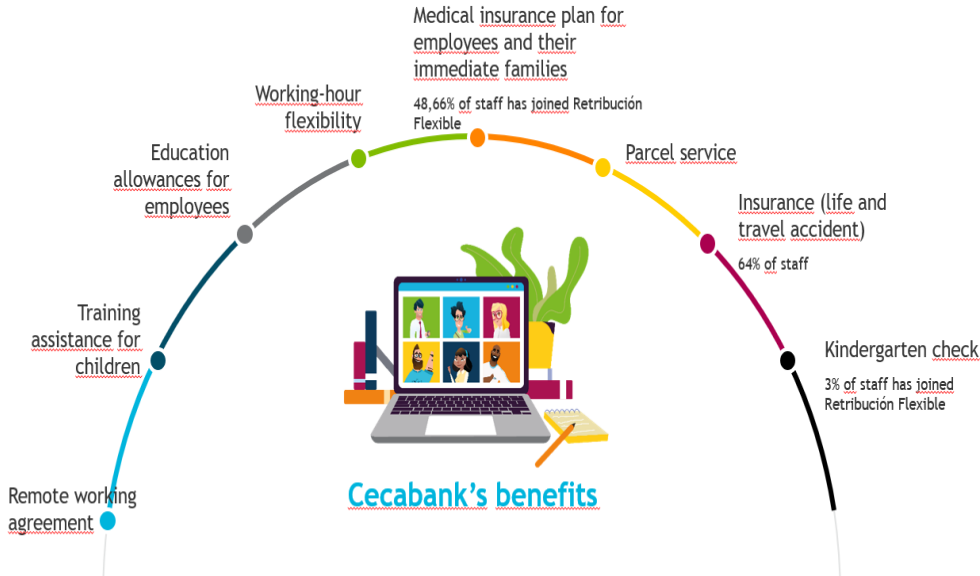 Medical insurance plan for
employees and their
immediate families
48,66% of staff has joined Retribución
Flexible
Working-hour
flexibility
Parcel service
Education
allowances for
employees
Insurance (life and
travel accident)
64% of staff
Training
assistance for
children
Kindergarten check
3% of staff has joined
Retribución Flexible
Remote working
agreement
Cecabank’s benefits